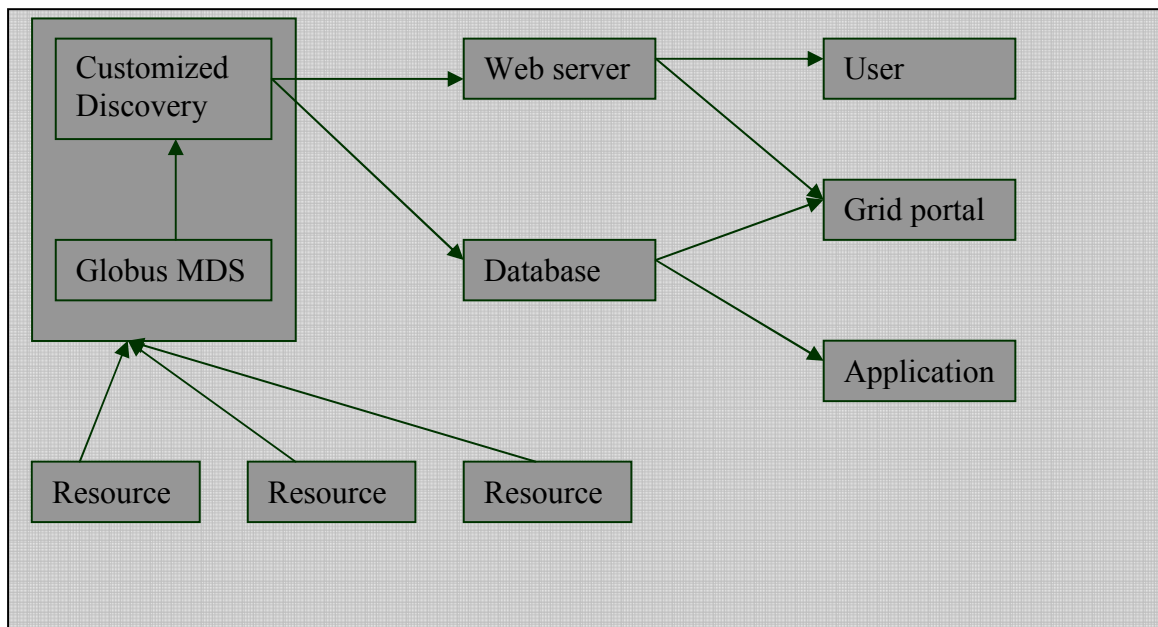 Customized
Discovery
Web server
User
Grid portal
Globus MDS
Database
Application
Resource
Resource
Resource